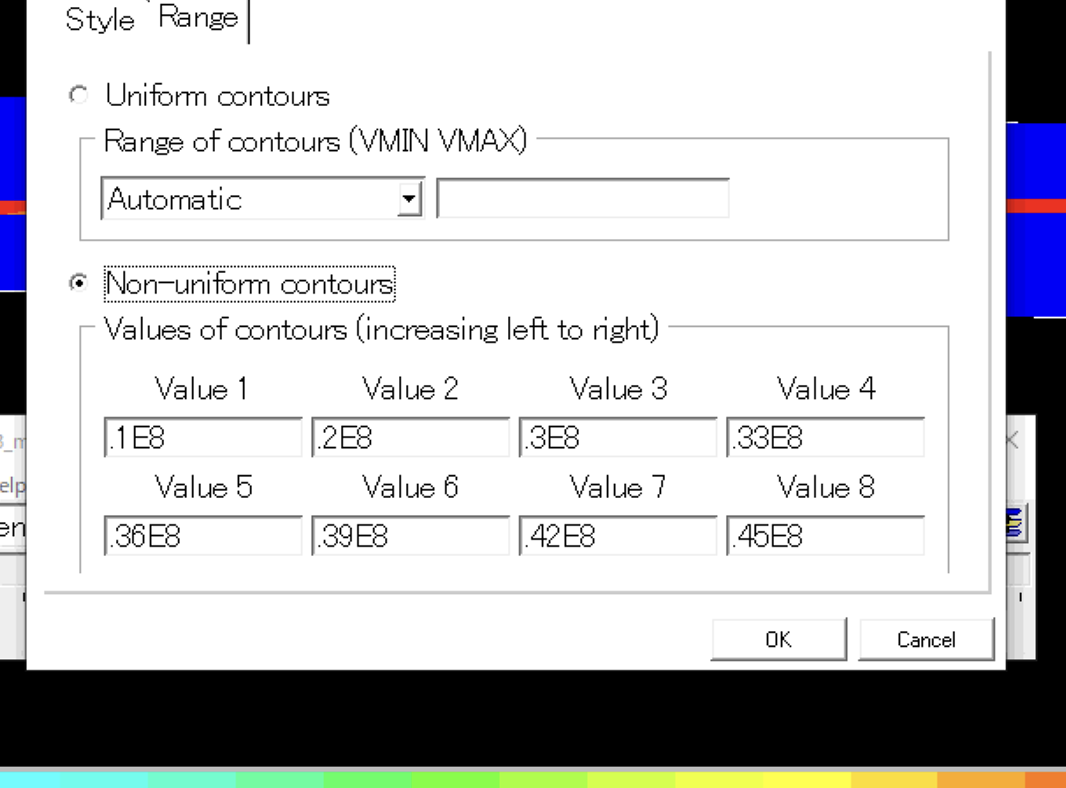 Style Range
Uniform contours
Range of contours (VMIN VMAX)
Automatic
Non-uniform contours
Values of contours (increasing left to right)
Value 1 Value 2 Value 3 Value 4
.1E8 .2E8 .3E8 .33E8
Value 5 Value 6 Value 7 Value 8
.36E8 .39E8 .42E8 .45E8
OK Cancel